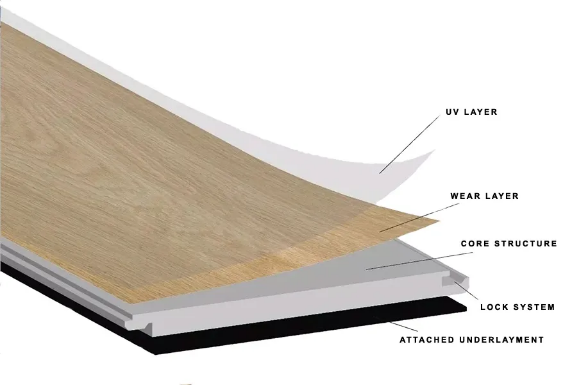 UV LAYER
WEAR LAYER
CORE STRUCTURE
LOCK SYSTEM
ATTACHED UNDERLAYMENT